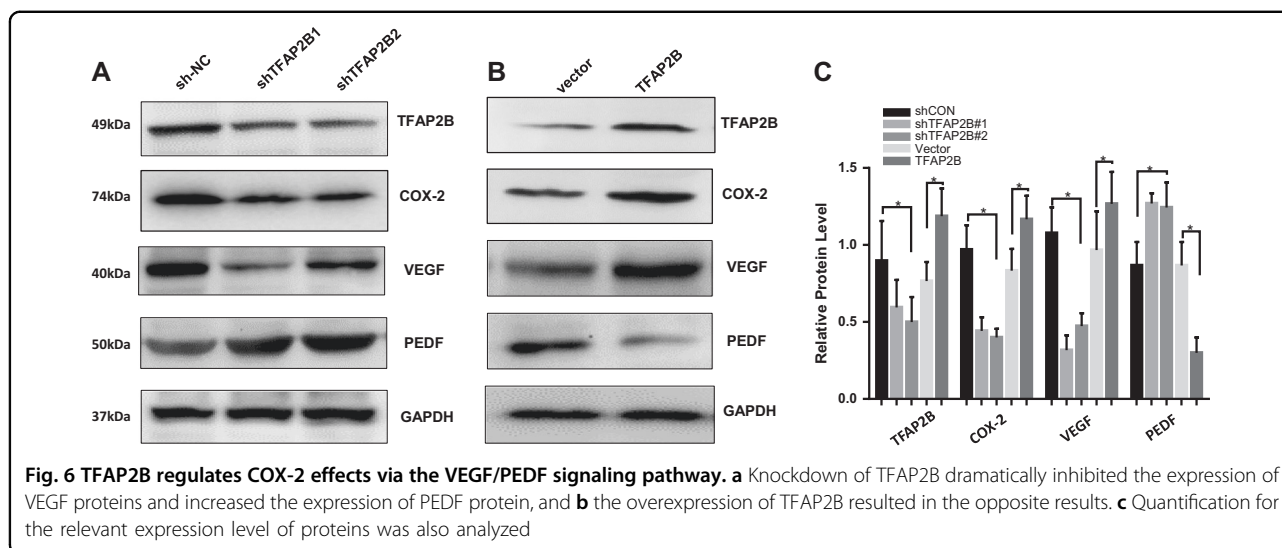 A
sh-NC shTFAP2B1 shTFAP2B2
49kDa TFAP2B
74kDa COX-2
40kDa VEGF
50kDa PEDF
37kDa GAPDH
B
vector TFAP2B
TFAP2B
COX-2
VEGF
PEDF
GAPDH
C
shCON
shTFAP2B#1
shTFAP2B#2
Vector
TFAP2B
Relative Protein Level
1.5
1.0
0.5
0.0
* * * * * * * *
TFAP2B COX-2 VEGF PEDF
Fig. 6 TFAP2B regulates COX-2 effects via the VEGF/PEDF signaling pathway. a Knockdown of TFAP2B dramatically inhibited the expression of
VEGF proteins and increased the expression of PEDF protein, and b the overexpression of TFAP2B resulted in the opposite results. c Quantification for
the relevant expression level of proteins was also analyzed